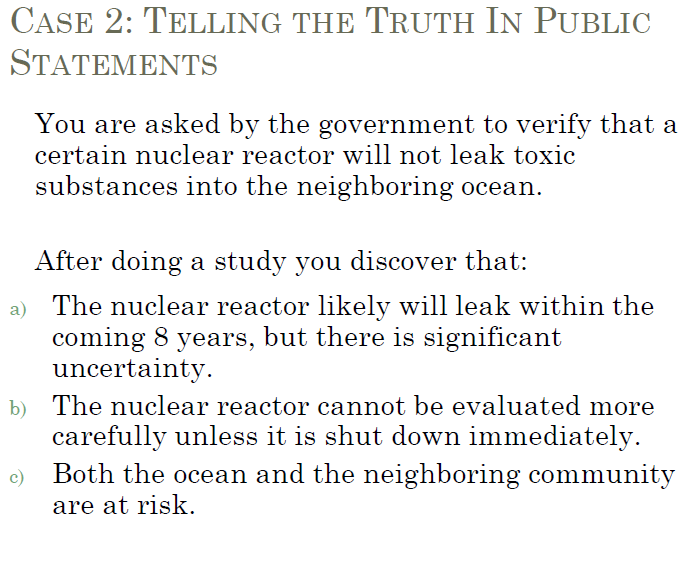 CASE 2: TELLING THE TRUTH IN PUBLIC
STATEMENTS
You are asked by the government to verify that a
certain nuclear reactor will not leak toxic
substances into the neighboring ocean.
After doing a study you discover that:
a) The nuclear reactor likely will leak within the
coming 8 years, but there is significant
uncertainty.
b) The nuclear reactor cannot be evaluated more
carefully unless it is shut down immediately.
c) Both the ocean and the neighboring community
are at risk.